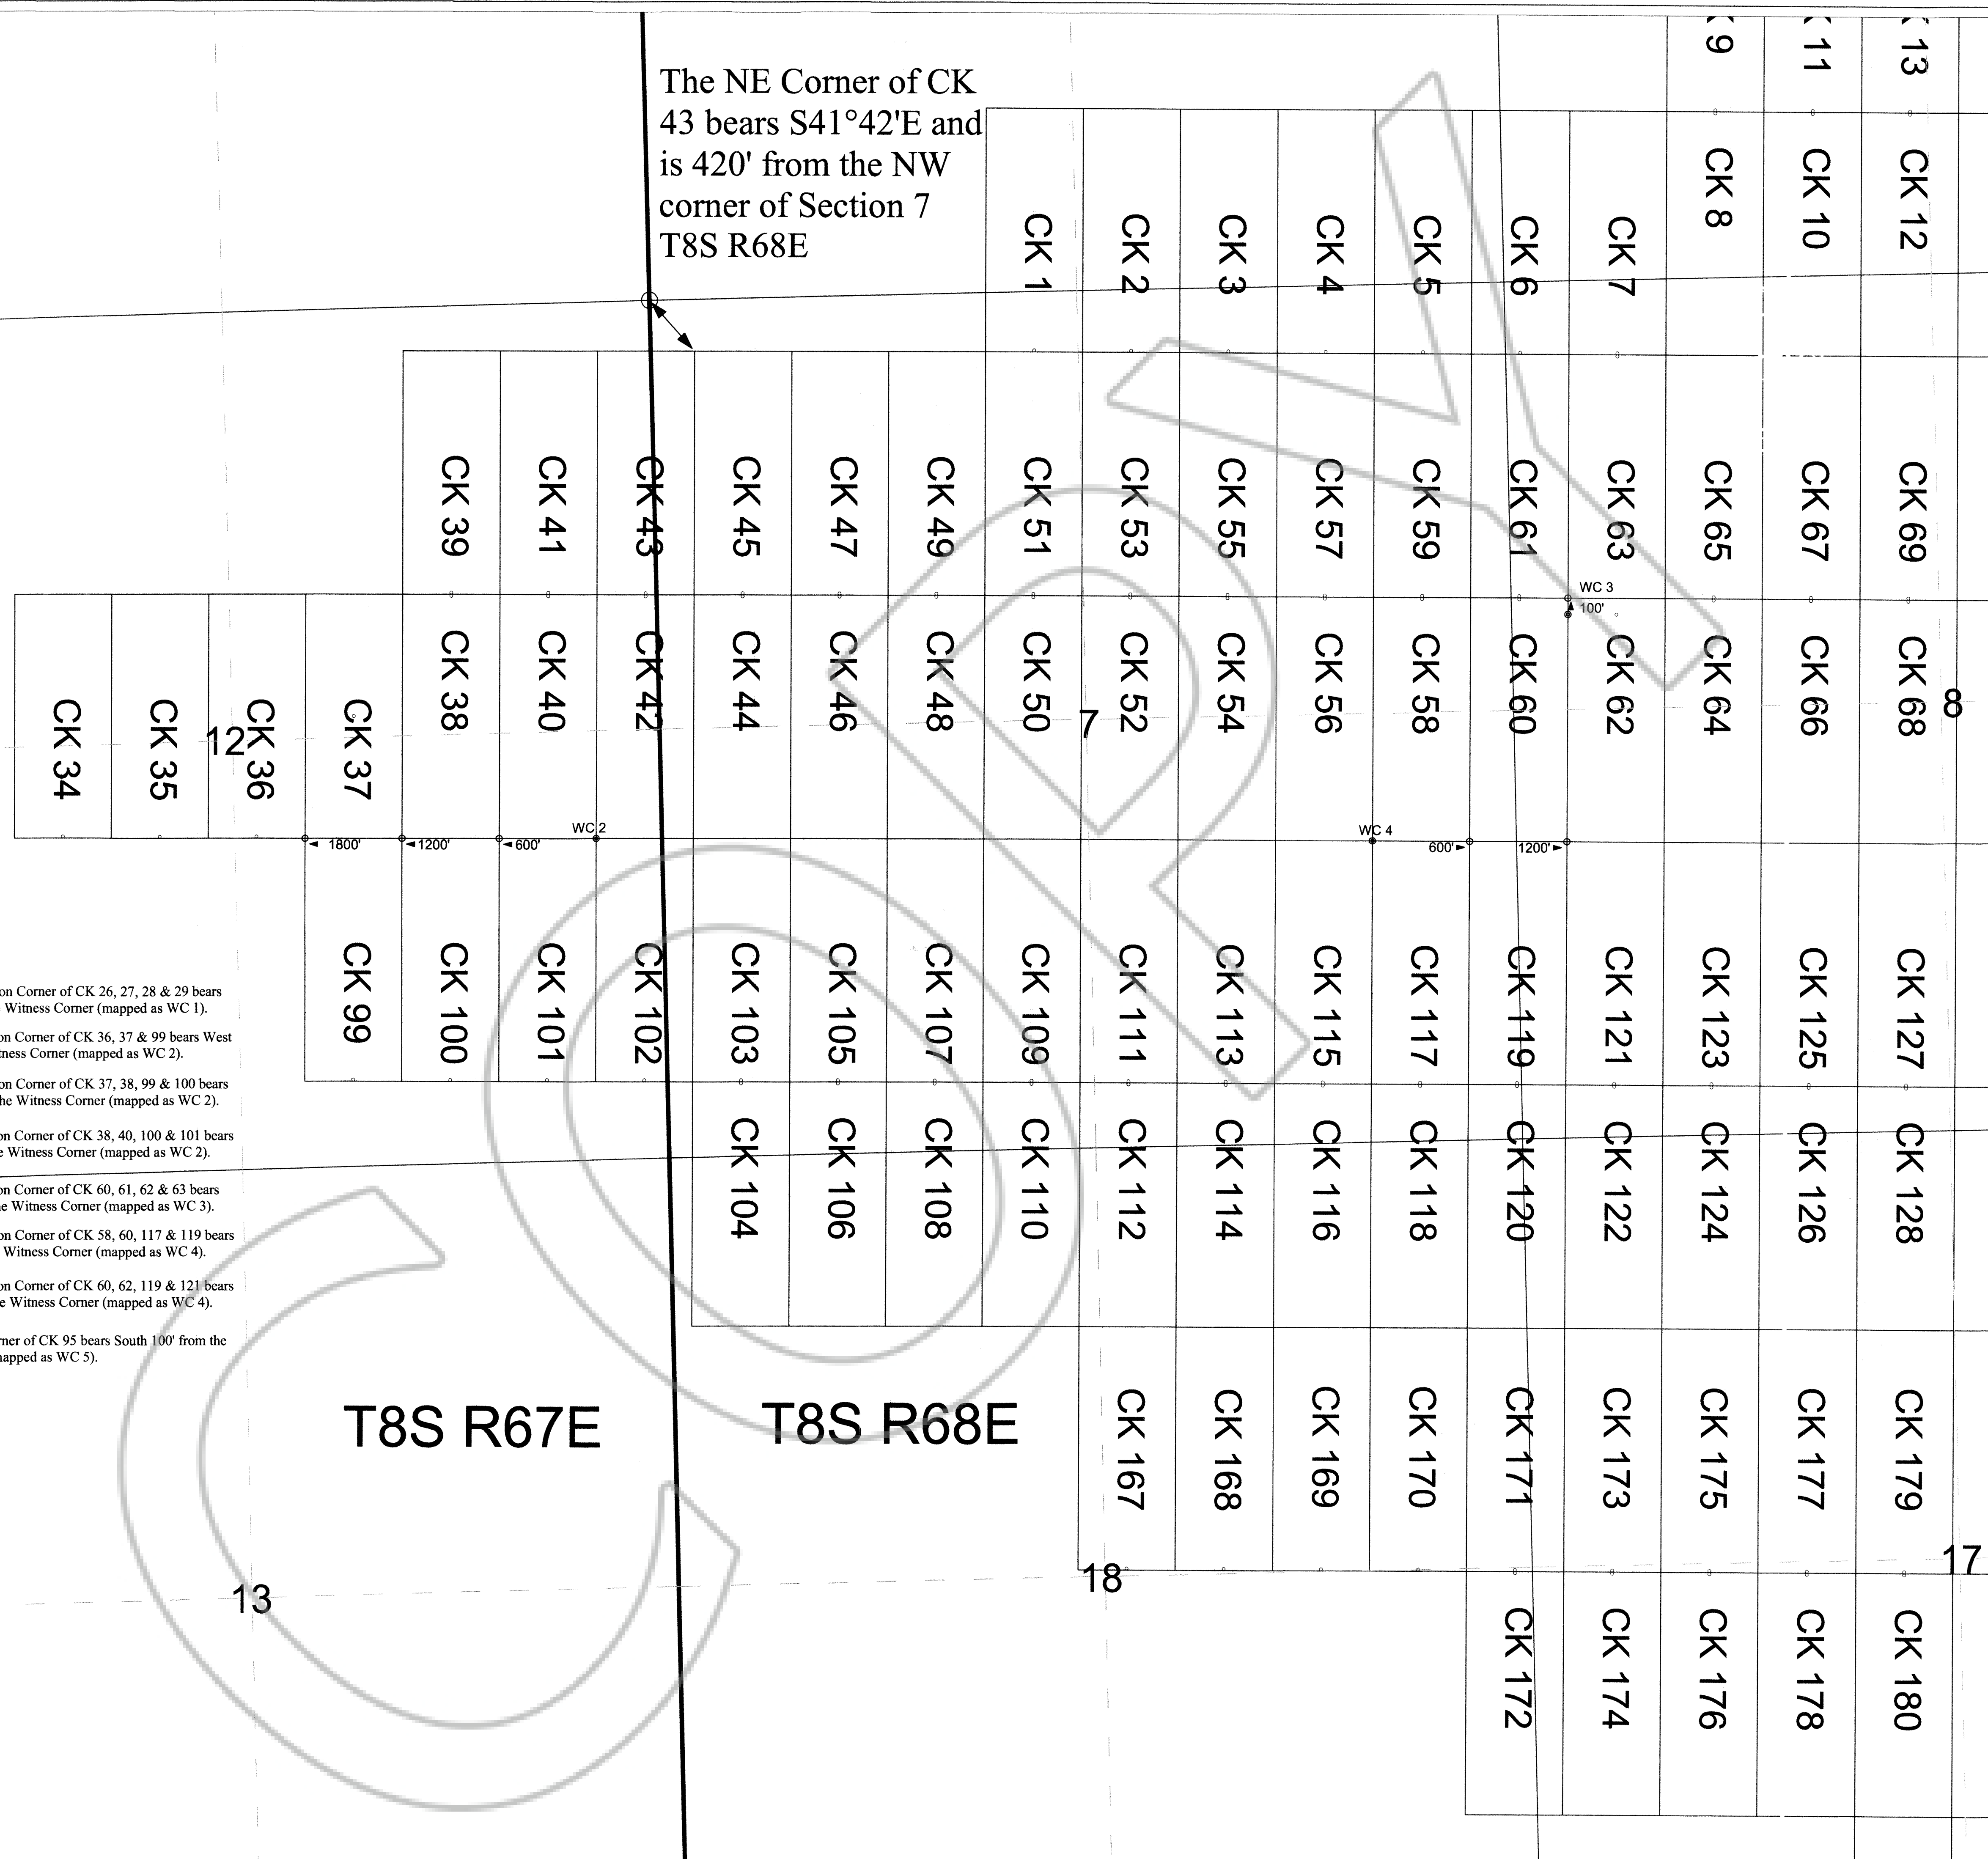 The NE Corner of CK
43 bears S41°42'E and
is 420' from the NW
corner of Section 7
T8S R68E
9
11
13
CK 8
CK 10
CK 12
CK 1
CK 2
CK 3
CK 4
CK 5
CK 6
CK 7
CK 39
CK 41
CK 43
CK 45
CK 47
CK 49
CK 51
CK 53
CK 55
CK 57
CK 59
CK 61
CK 63
CK 65
CK 67
CK 69
WC 3
100'
CK 38
CK 40
CK 42
CK 44
CK 46
CK 48
CK 50
7
CK 52
CK 54
CK 56
CK 58
CK 60
CK 62
CK 64
CK 66
CK 68
8
CK 34
CK 35
12
CK 36
CK 37
WC 2
WC 4
1800'
1200'
600'
600'
1200'
CK 99
CK 100
CK 101
CK 102
CK 103
CK 105
CK 107
CK 109
CK 111
CK 113
CK 115
CK 117
CK 119
CK 121
CK 123
CK 125
CK 127
on Corner of CK 26, 27, 28 & 29 bears
Witness Corner (mapped as WC 1).
on Corner of CK 36, 37 & 99 bears West
tness Corner (mapped as WC 2).
on Corner of CK 37, 38, 99 & 100 bears
he Witness Corner (mapped as WC 2).
on Corner of CK 38, 40, 100 & 101 bears
e Witness Corner (mapped as WC 2).
on Corner of CK 60, 61, 62 & 63 bears
he Witness Corner (mapped as WC 3).
on Corner of CK 58, 60, 117 & 119 bears
Witness Corner (mapped as WC 4).
on Corner of CK 60, 62, 119 & 121 bears
e Witness Corner (mapped as WC 4).
rner of CK 95 bears South 100' from the
mapped as WC 5).
CK 104
CK 106
CK 108
CK 110
CK 112
CK 114
CK 116
CK 118
CK 120
CK 122
CK 124
CK 126
CK 128
T8S R67E
T8S R68E
CK 167
CK 168
CK 169
CK 170
CK 171
CK 173
CK 175
CK 177
CK 179
13
18
17
CK 172
CK 174
CK 176
CK 178
CK 180
COPY